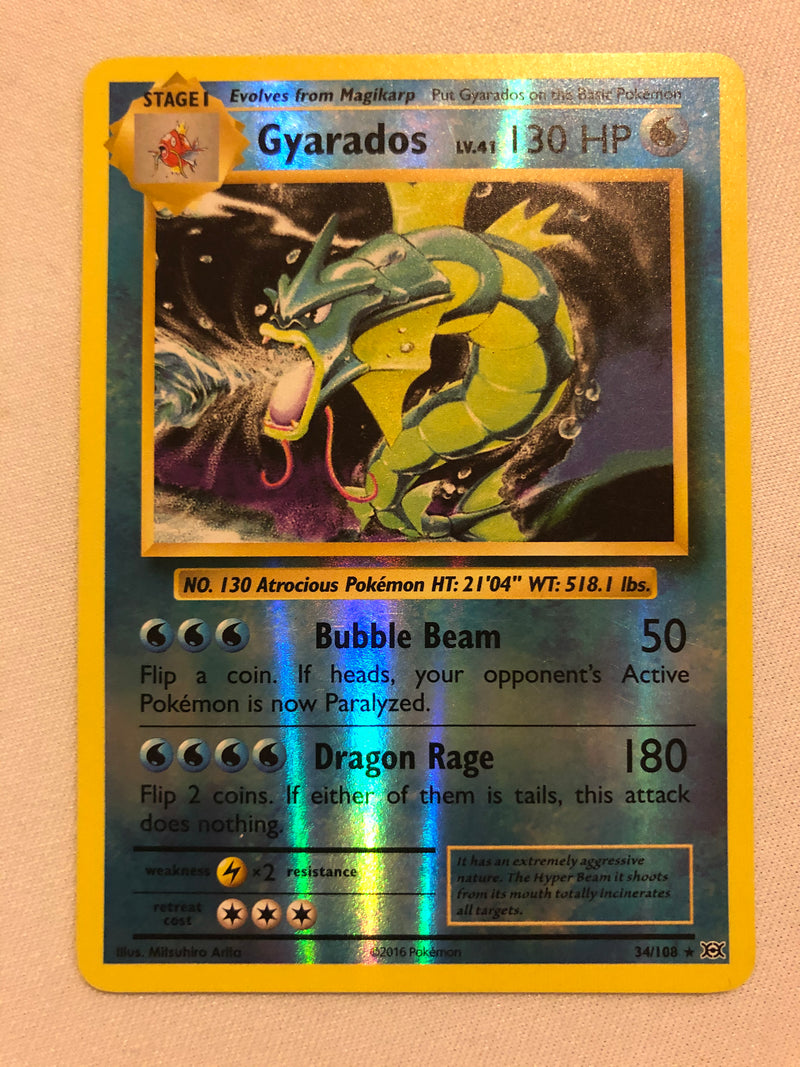 STAGE 1 Evolves from Magikarp Put Gyarados on the Basic Pokémon
Gyarados LV.41 130 HP
NO. 130 Atrocious Pokémon HT: 21'04" WT: 518.1 lbs.
Bubble Beam 50
Flip a coin. If heads, your opponent's Active
Pokémon is now Paralyzed.
Dragon Rage 180
Flip 2 coins. If either of them is tails, this attack
does nothing.
weakness ×2 resistance
retreat
cost
It has an extremely aggressive
nature. The Hyper Beam it shoots
from its mouth totally incinerates
all targets.
Illus. Mitsuhiro Arita ©2016 Pokémon 34/108 ★